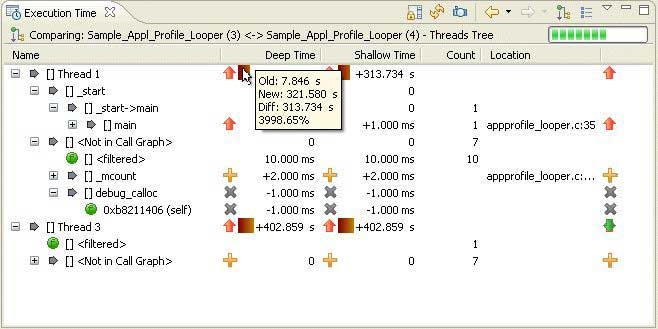 Execution Time
Comparing: Sample_Appl_Profile_Looper (3) <-> Sample_Appl_Profile_Looper (4) - Threads Tree
Name Deep Time Shallow Time Count Location
[] Thread 1 +313.734 s
[] _start 0
[] _start->main 0 1
[] main +1.000 ms 1 appprofile_looper.c:35
[] <Not in Call Graph> 0 0 7
[] <filtered> 10.000 ms 10.000 ms 10
[] _mcount +2.000 ms +2.000 ms appprofile_looper.c:...
[] debug_calloc -1.000 ms -1.000 ms
0xb8211406 (self) -1.000 ms -1.000 ms
[] Thread 3 +402.859 s +402.859 s
[] <filtered> 1
[] <Not in Call Graph> 0 0 7
Old: 7.846 s
New: 321.580 s
Diff: 313.734 s
3998.65%